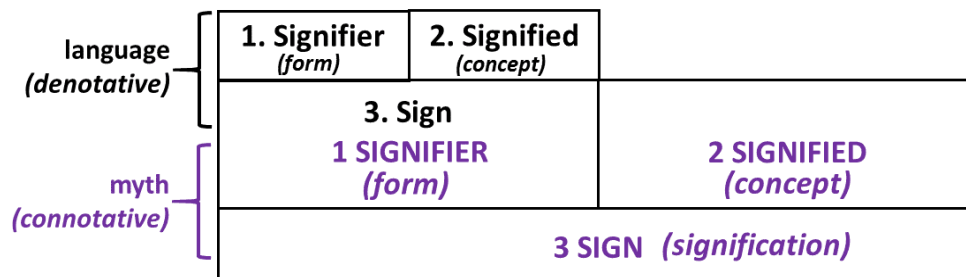 language
(denotative)
1. Signifier
(form)
2. Signified
(concept)
3. Sign
myth
(connotative)
1 SIGNIFIER
(form)
2 SIGNIFIED
(concept)
3 SIGN (signification)